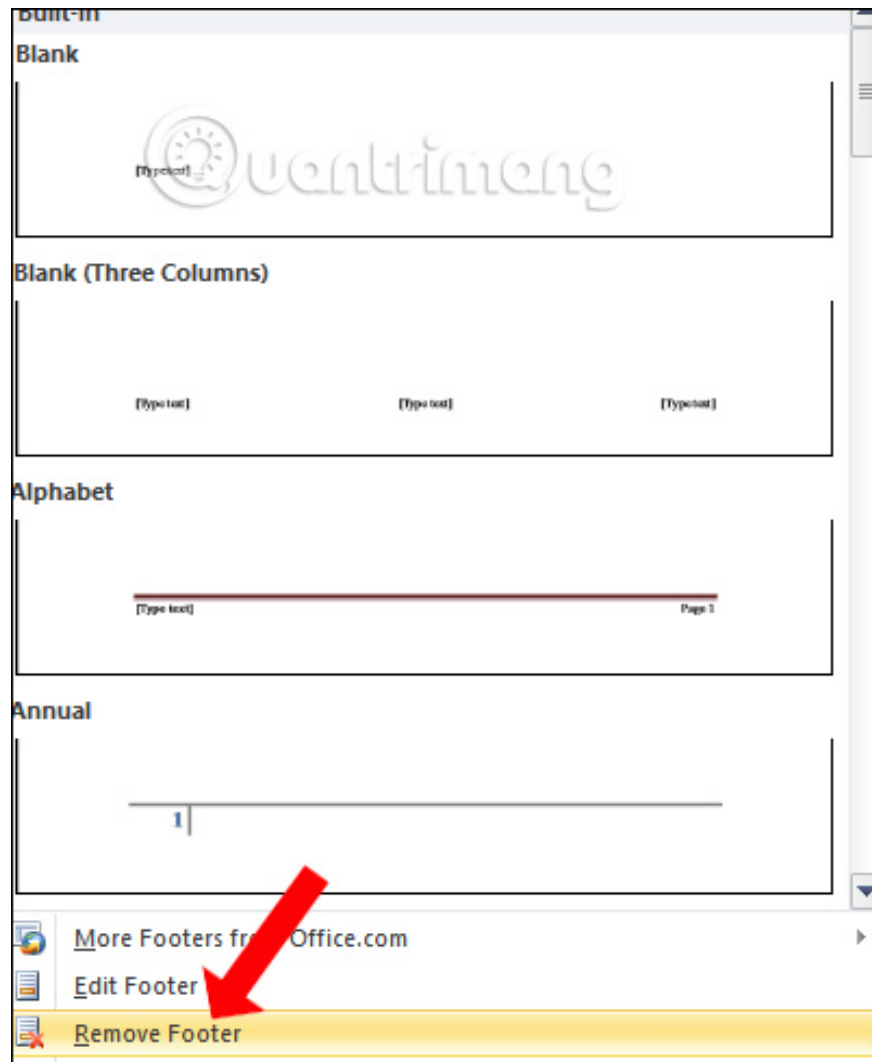 Built-in
Blank
[Type text]
Quantrimang
Blank (Three Columns)
[Type text] [Type text] [Type text]
Alphabet
[Type text] Page 1
Annual
1
More Footers from Office.com
Edit Footer
Remove Footer